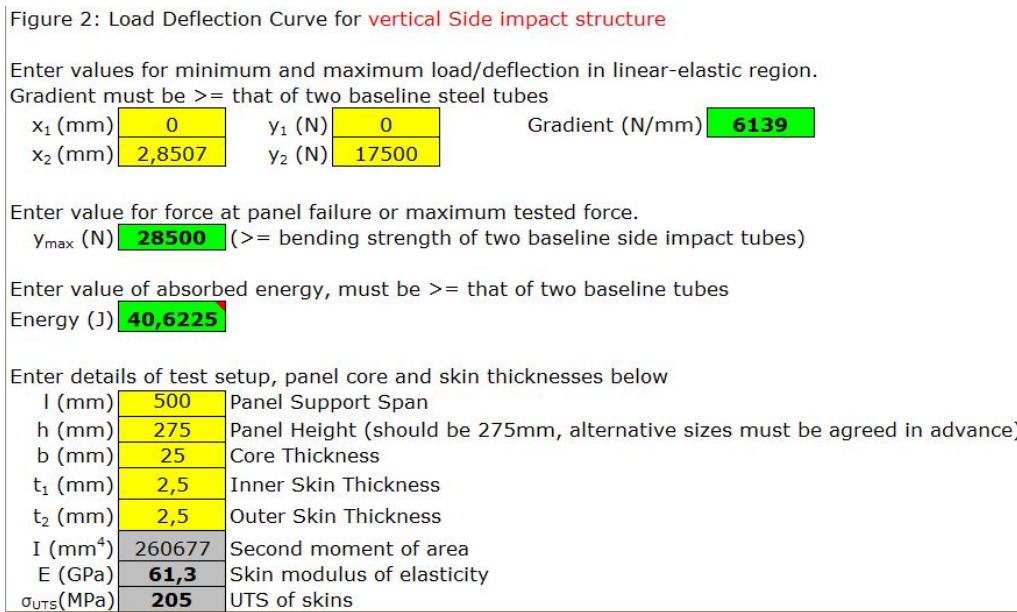 Figure 2: Load Deflection Curve for vertical Side impact structure
Enter values for minimum and maximum load/deflection in linear-elastic region.
Gradient must be >= that of two baseline steel tubes
x₁ (mm) 0 y₁ (N) 0 Gradient (N/mm) 6139
x₂ (mm) 2,8507 y₂ (N) 17500
Enter value for force at panel failure or maximum tested force.
yₘₐₓ (N) 28500 (>= bending strength of two baseline side impact tubes)
Enter value of absorbed energy, must be >= that of two baseline tubes
Energy (J) 40,6225
Enter details of test setup, panel core and skin thicknesses below
l (mm) 500 Panel Support Span
h (mm) 275 Panel Height (should be 275mm, alternative sizes must be agreed in advance)
b (mm) 25 Core Thickness
t₁ (mm) 2,5 Inner Skin Thickness
t₂ (mm) 2,5 Outer Skin Thickness
I (mm⁴) 260677 Second moment of area
E (GPa) 61,3 Skin modulus of elasticity
σUTS(MPa) 205 UTS of skins